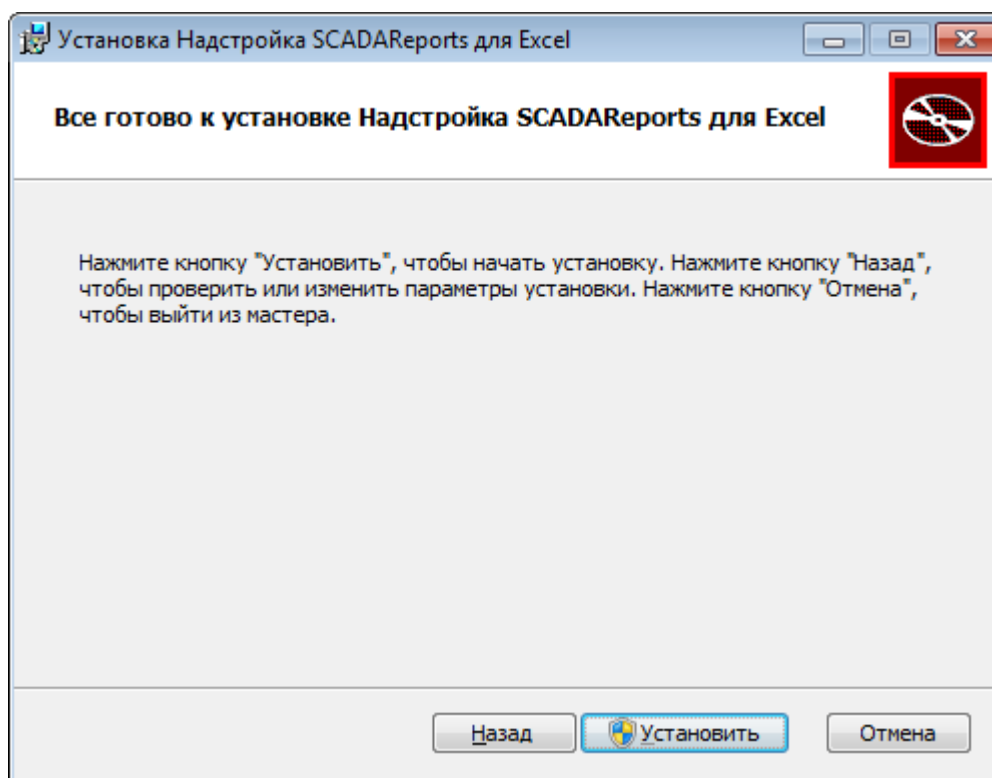 Установка Надстройка SCADAReports для Excel
Все готово к установке Надстройка SCADAReports для Excel
Нажмите кнопку "Установить", чтобы начать установку. Нажмите кнопку "Назад",
чтобы проверить или изменить параметры установки. Нажмите кнопку "Отмена",
чтобы выйти из мастера.
Назад
Установить
Отмена